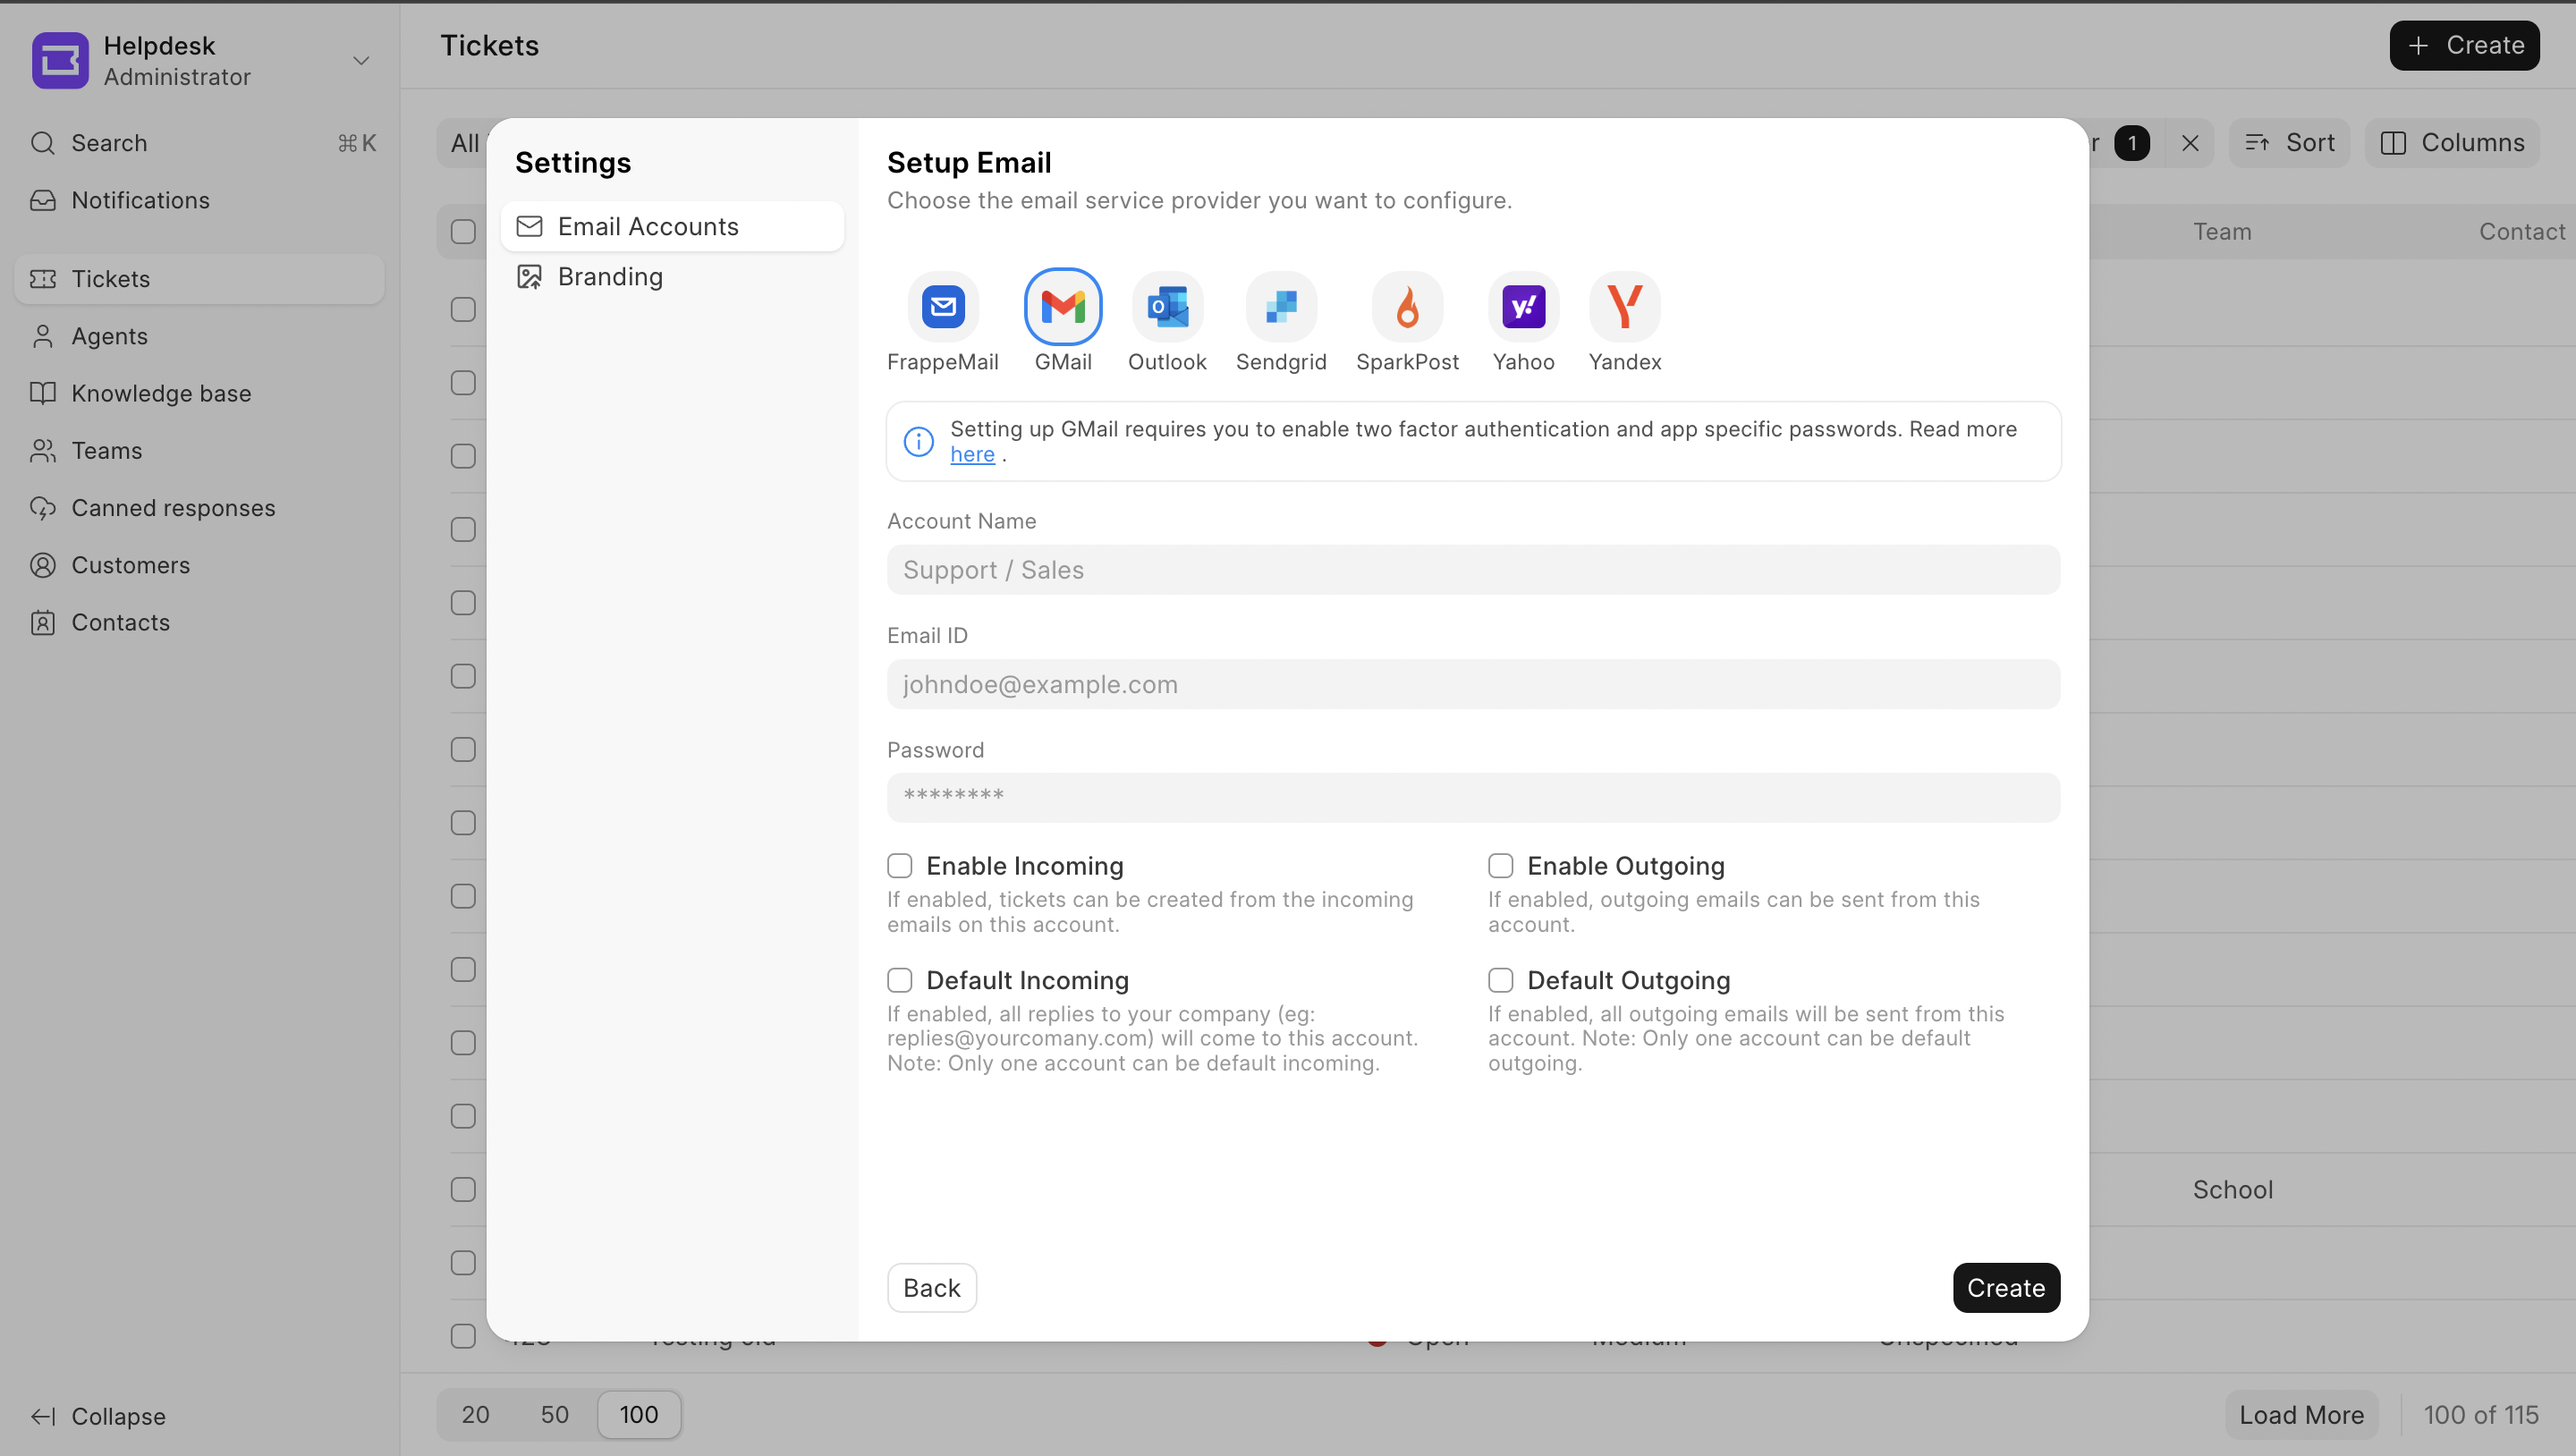 Helpdesk
Administrator
Search ⌘K
Notifications
Tickets
Agents
Knowledge base
Teams
Canned responses
Customers
Contacts
Collapse
Tickets
+ Create
All
r 1
Sort
Columns
Team
Contact
Settings
Email Accounts
Branding
Setup Email
Choose the email service provider you want to configure.
FrappeMail
GMail
Outlook
Sendgrid
SparkPost
Yahoo
Yandex
Setting up GMail requires you to enable two factor authentication and app specific passwords. Read more
here .
Account Name
Support / Sales
Email ID
johndoe@example.com
Password
********
Enable Incoming
If enabled, tickets can be created from the incoming
emails on this account.
Enable Outgoing
If enabled, outgoing emails can be sent from this
account.
Default Incoming
If enabled, all replies to your company (eg:
replies@yourcomany.com) will come to this account.
Note: Only one account can be default incoming.
Default Outgoing
If enabled, all outgoing emails will be sent from this
account. Note: Only one account can be default
outgoing.
Back
Create
School
Open
Medium
Unspecified
20
50
100
Load More
100 of 115